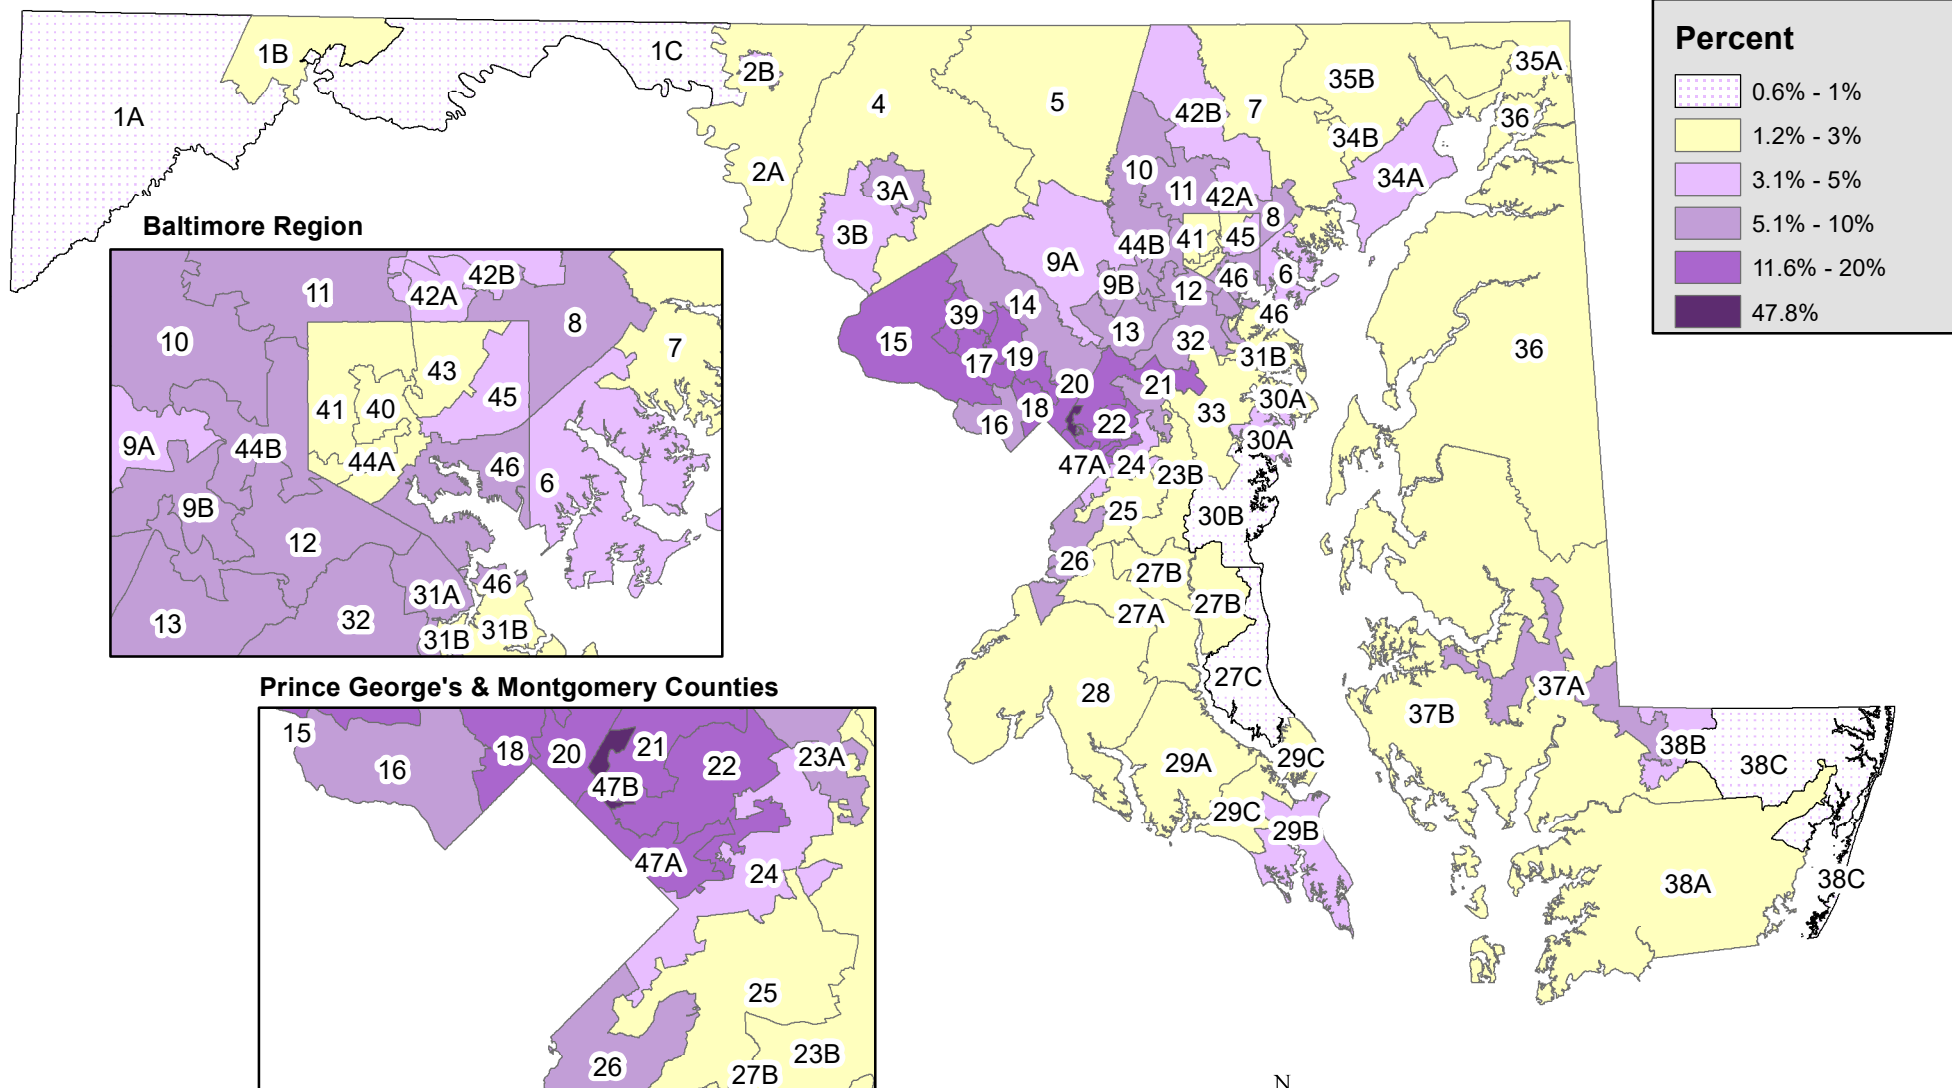 1A
1B
1C
2B
2A
4
5
3A
3B
42B
7
35B
35A
36
34B
34A
10
11
42A
8
44B
41
45
9A
9B
12
46
6
46
14
39
15
17
19
13
32
31B
20
21
18
16
22
33
30A
30A
47A
24
23B
25
30B
26
27B
27B
27A
27C
28
29A
29C
29C
29B
36
37A
37B
38B
38C
38A
38C
Percent
0.6% - 1%
1.2% - 3%
3.1% - 5%
5.1% - 10%
11.6% - 20%
47.8%
Baltimore Region
11
42A
42B
8
7
10
43
45
41
40
9A
44B
44A
46
6
9B
12
31A
46
13
32
31B
31B
Prince George's & Montgomery Counties
15
16
18
20
21
22
23A
47B
47A
24
25
26
27B
23B
N